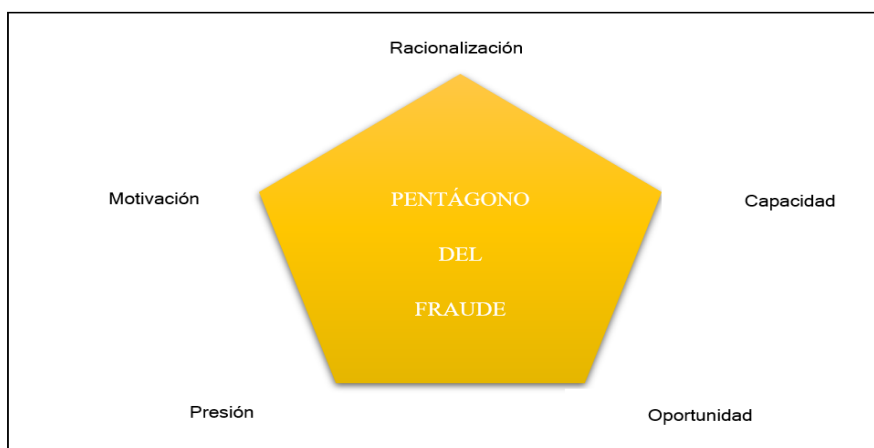 Racionalización
Motivación
PENTÁGONO
Capacidad
DEL
FRAUDE
Presión
Oportunidad